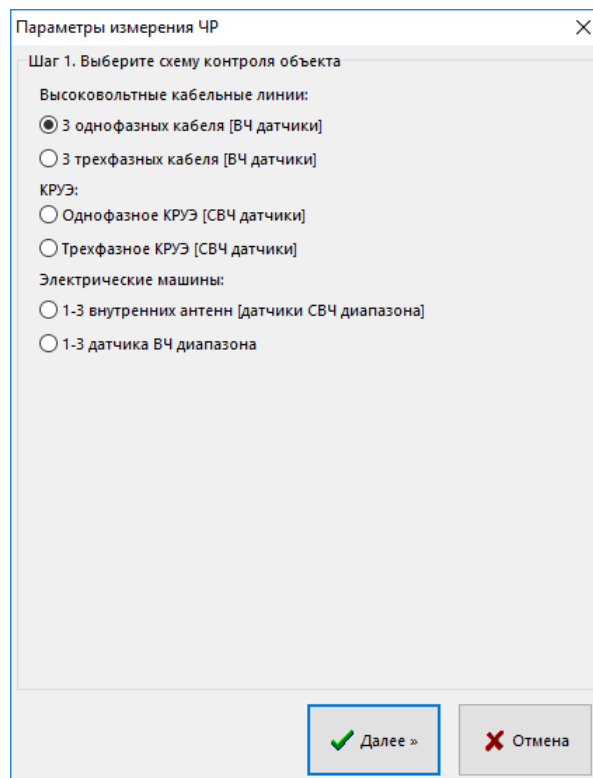 Параметры измерения ЧР
Шаг 1. Выберите схему контроля объекта
Высоковольтные кабельные линии:
3 однофазных кабеля [ВЧ датчики]
3 трехфазных кабеля [ВЧ датчики]
КРУЭ:
Однофазное КРУЭ [СВЧ датчики]
Трехфазное КРУЭ [СВЧ датчики]
Электрические машины:
1-3 внутренних антенн [датчики СВЧ диапазона]
1-3 датчика ВЧ диапазона
Далее »
Отмена